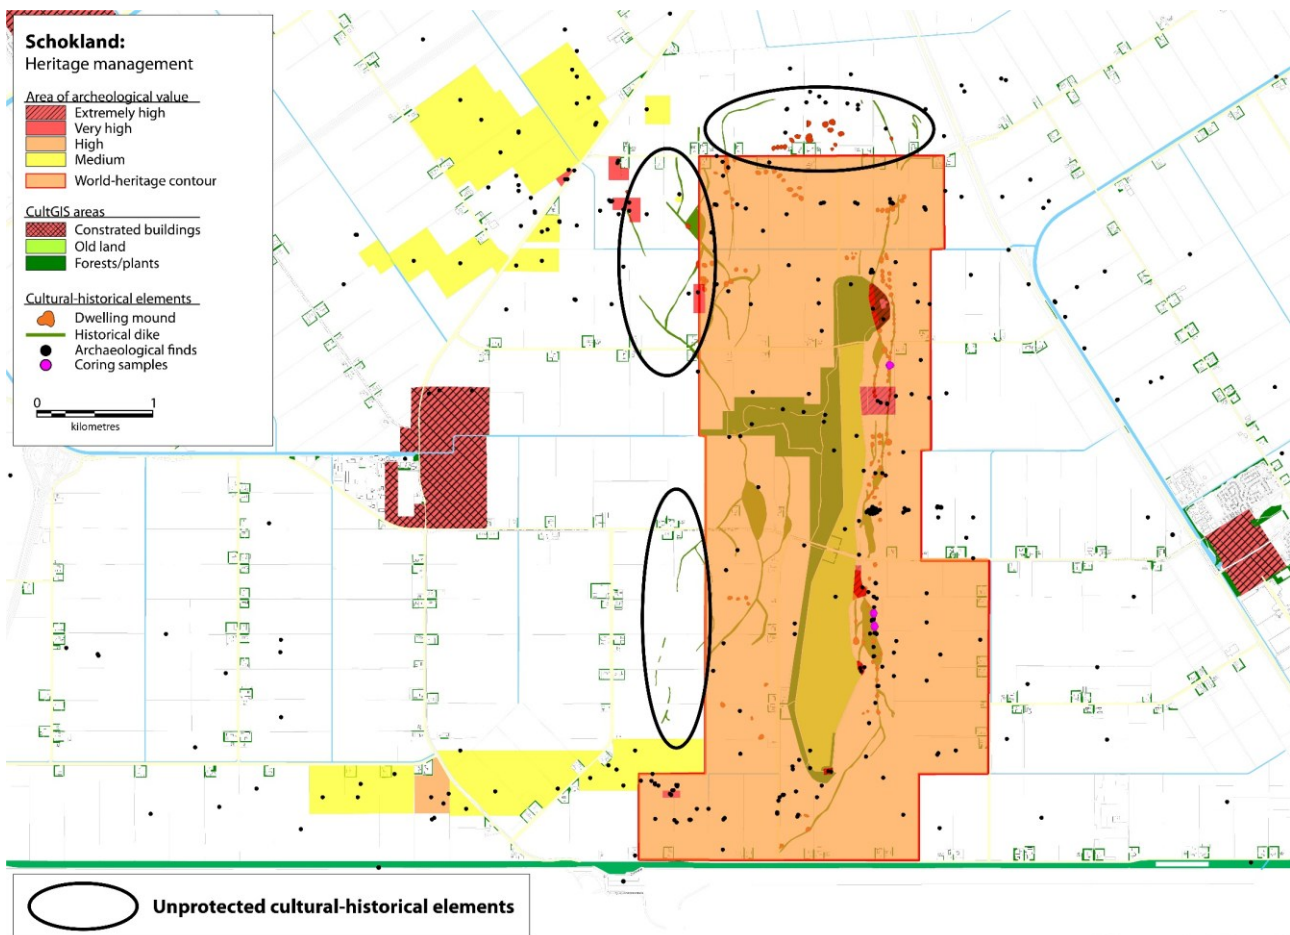 Schokland:
Heritage management
Area of archeological value
Extremely high
Very high
High
Medium
World-heritage contour
CultGIS areas
Constrated buildings
Old land
Forests/plants
Cultural-historical elements
Dwelling mound
Historical dike
Archaeological finds
Coring samples
0 1
kilometres
Unprotected cultural-historical elements